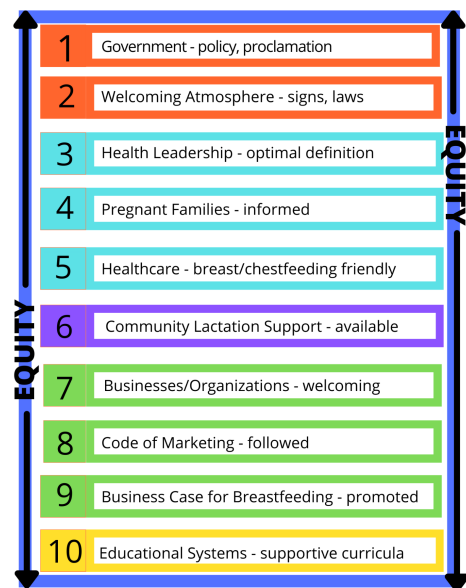 1 Government - policy, proclamation
2 Welcoming Atmosphere - signs, laws
3 Health Leadership - optimal definition
4 Pregnant Families - informed
5 Healthcare - breast/chestfeeding friendly
6 Community Lactation Support - available
7 Businesses/Organizations - welcoming
8 Code of Marketing - followed
9 Business Case for Breastfeeding - promoted
10 Educational Systems - supportive curricula
EQUITY
EQUITY